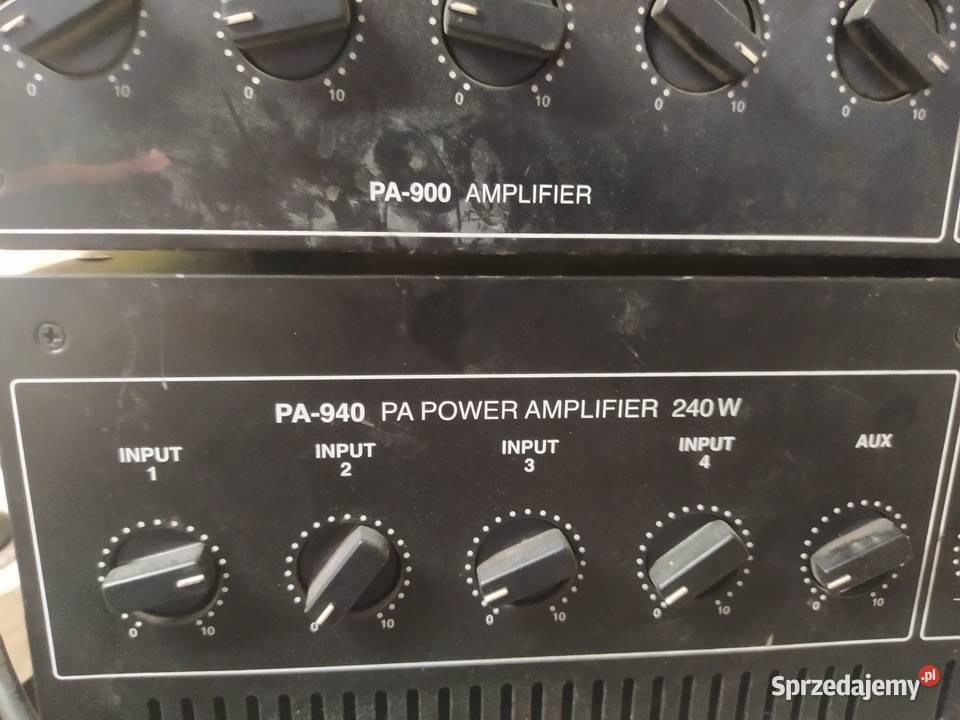 0 10 0 10 0 10 0 10 0 10
PA-900 AMPLIFIER
PA-940 PA POWER AMPLIFIER 240W
INPUT 1
INPUT 2
INPUT 3
INPUT 4
AUX
0 10 0 10 0 10 0 10 0 10
Sprzedajemy.pl